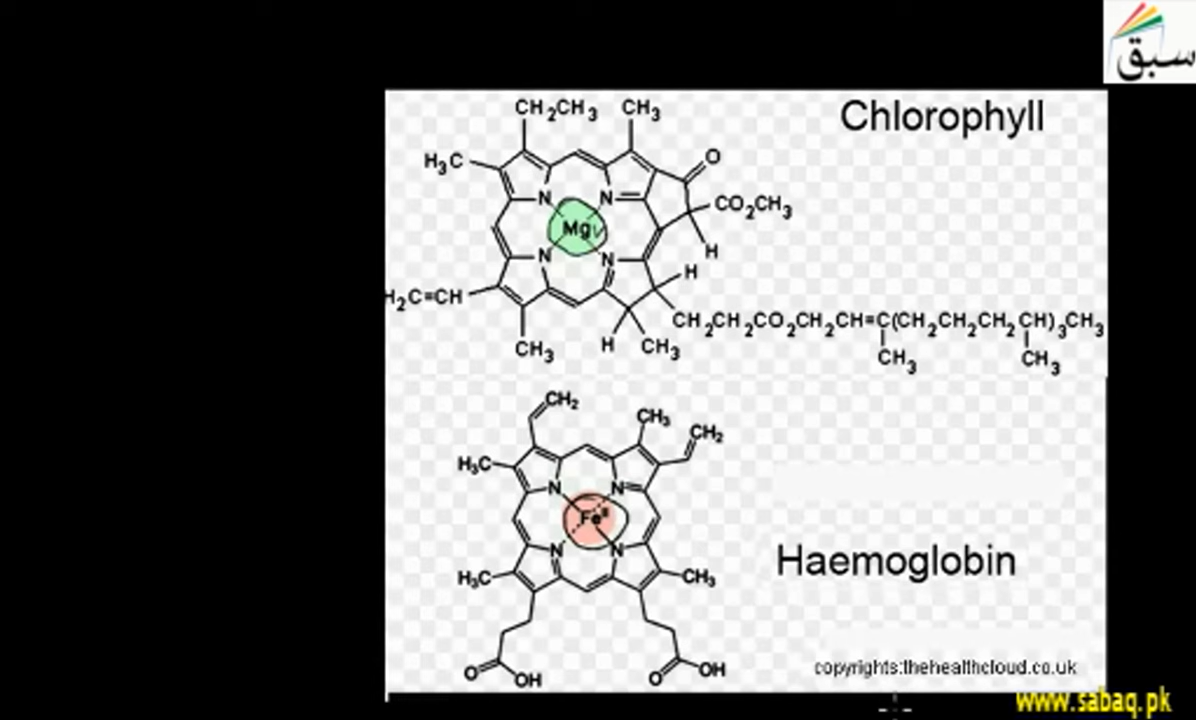 سبق
Chlorophyll
CH₂CH₃ CH₃
H₃C O
N N CO₂CH₃
Mg
N N H
H
H₂C=CH
CH₂CH₂CO₂CH₂CH=C(CH₂CH₂CH₂CH)₃CH₃
CH₃ H CH₃ CH₃ CH₃
CH₂ CH₃ CH₂
H₃C
N N
Feᴵᴵ
N N
Haemoglobin
H₃C CH₃
O OH O OH
copyrights:thehealthcloud.co.uk
www.sabaq.pk